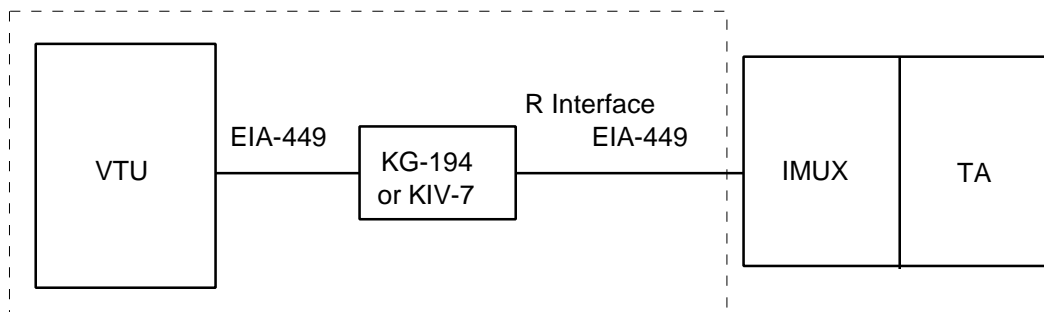 R Interface
EIA-449
EIA-449
VTU
KG-194
or KIV-7
IMUX
TA